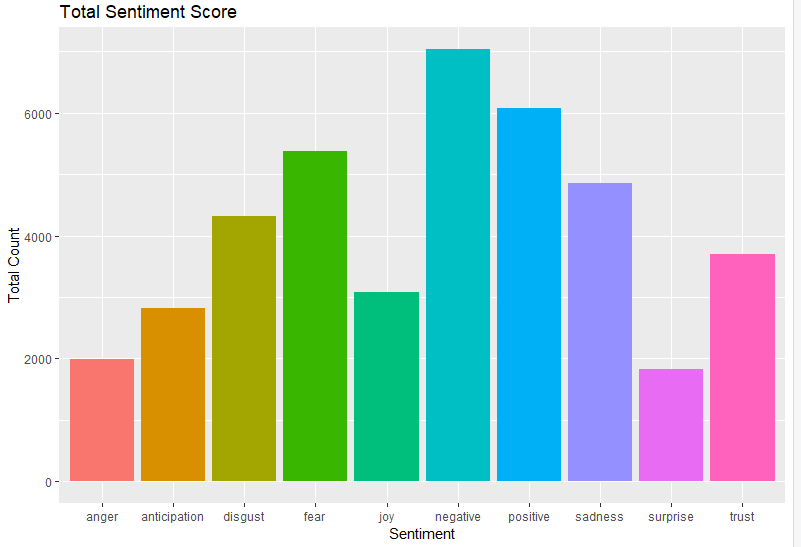 Total Sentiment Score
6000
4000
2000
0
Total Count
anger anticipation disgust fear joy negative positive sadness surprise trust
Sentiment